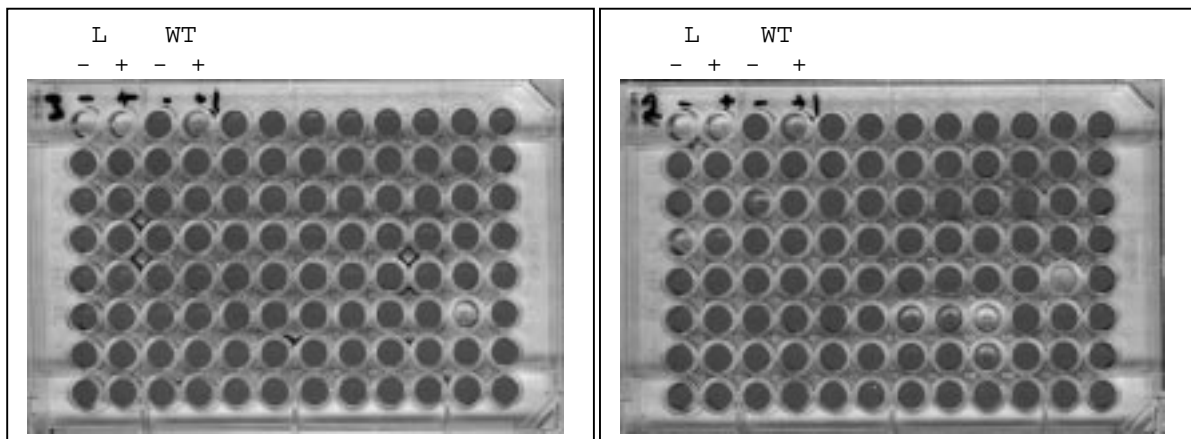 L WT
- + - +
3 - + - +1
L WT
- + - +
2 - + - +1